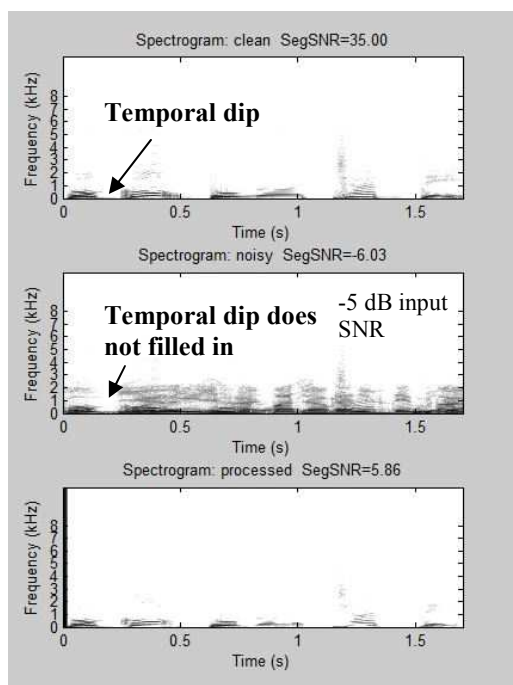 Spectrogram: clean SegSNR=35.00
Frequency (kHz)
8
7
6
5
4
3
2
1
0
Temporal dip
0 0.5 1 1.5
Time (s)
Spectrogram: noisy SegSNR=-6.03
Frequency (kHz)
8
7
6
5
4
3
2
1
0
Temporal dip does
not filled in
-5 dB input
SNR
0 0.5 1 1.5
Time (s)
Spectrogram: processed SegSNR=5.86
Frequency (kHz)
8
7
6
5
4
3
2
1
0
0 0.5 1 1.5
Time (s)